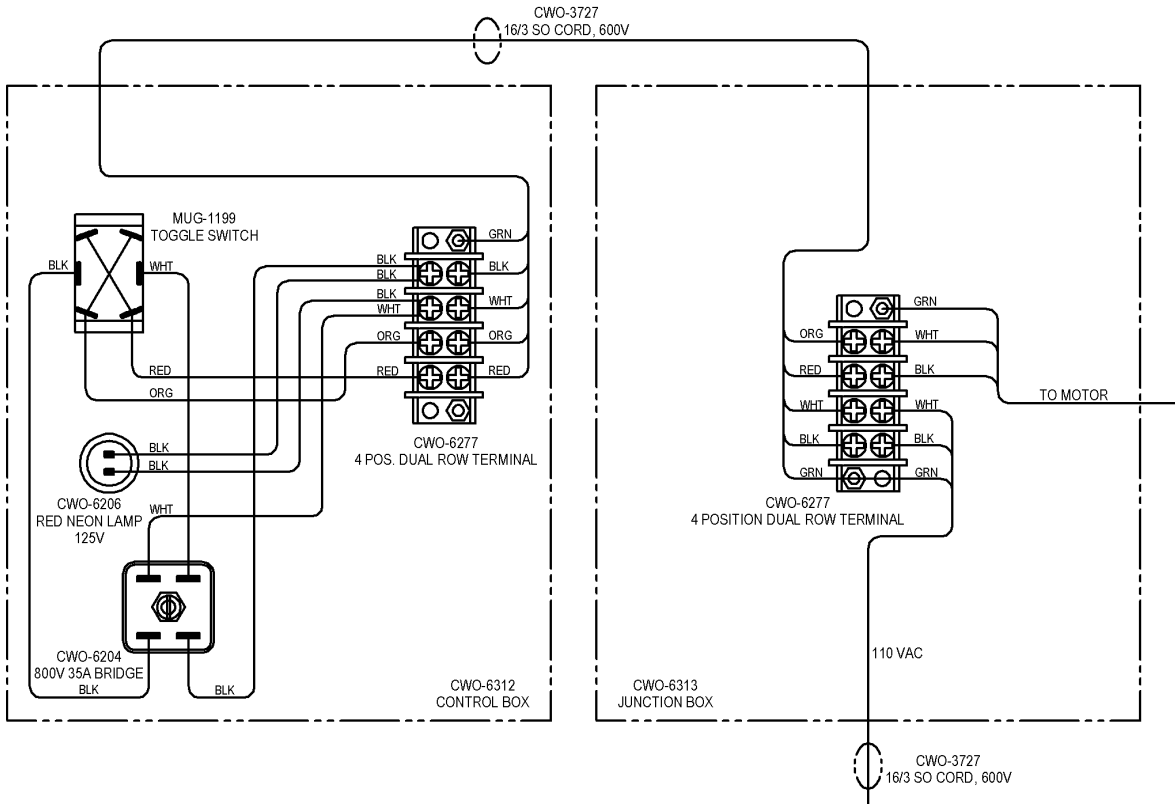 CWO-3727
16/3 SO CORD, 600V
MUG-1199
TOGGLE SWITCH
BLK
WHT
BLK
BLK
BLK
WHT
ORG
RED
GRN
BLK
WHT
ORG
RED
RED
ORG
CWO-6277
4 POS. DUAL ROW TERMINAL
BLK
BLK
CWO-6206
RED NEON LAMP
125V
WHT
CWO-6204
800V 35A BRIDGE
BLK
BLK
CWO-6312
CONTROL BOX
GRN
ORG
WHT
RED
BLK
TO MOTOR
WHT
WHT
BLK
BLK
GRN
GRN
CWO-6277
4 POSITION DUAL ROW TERMINAL
110 VAC
CWO-6313
JUNCTION BOX
CWO-3727
16/3 SO CORD, 600V